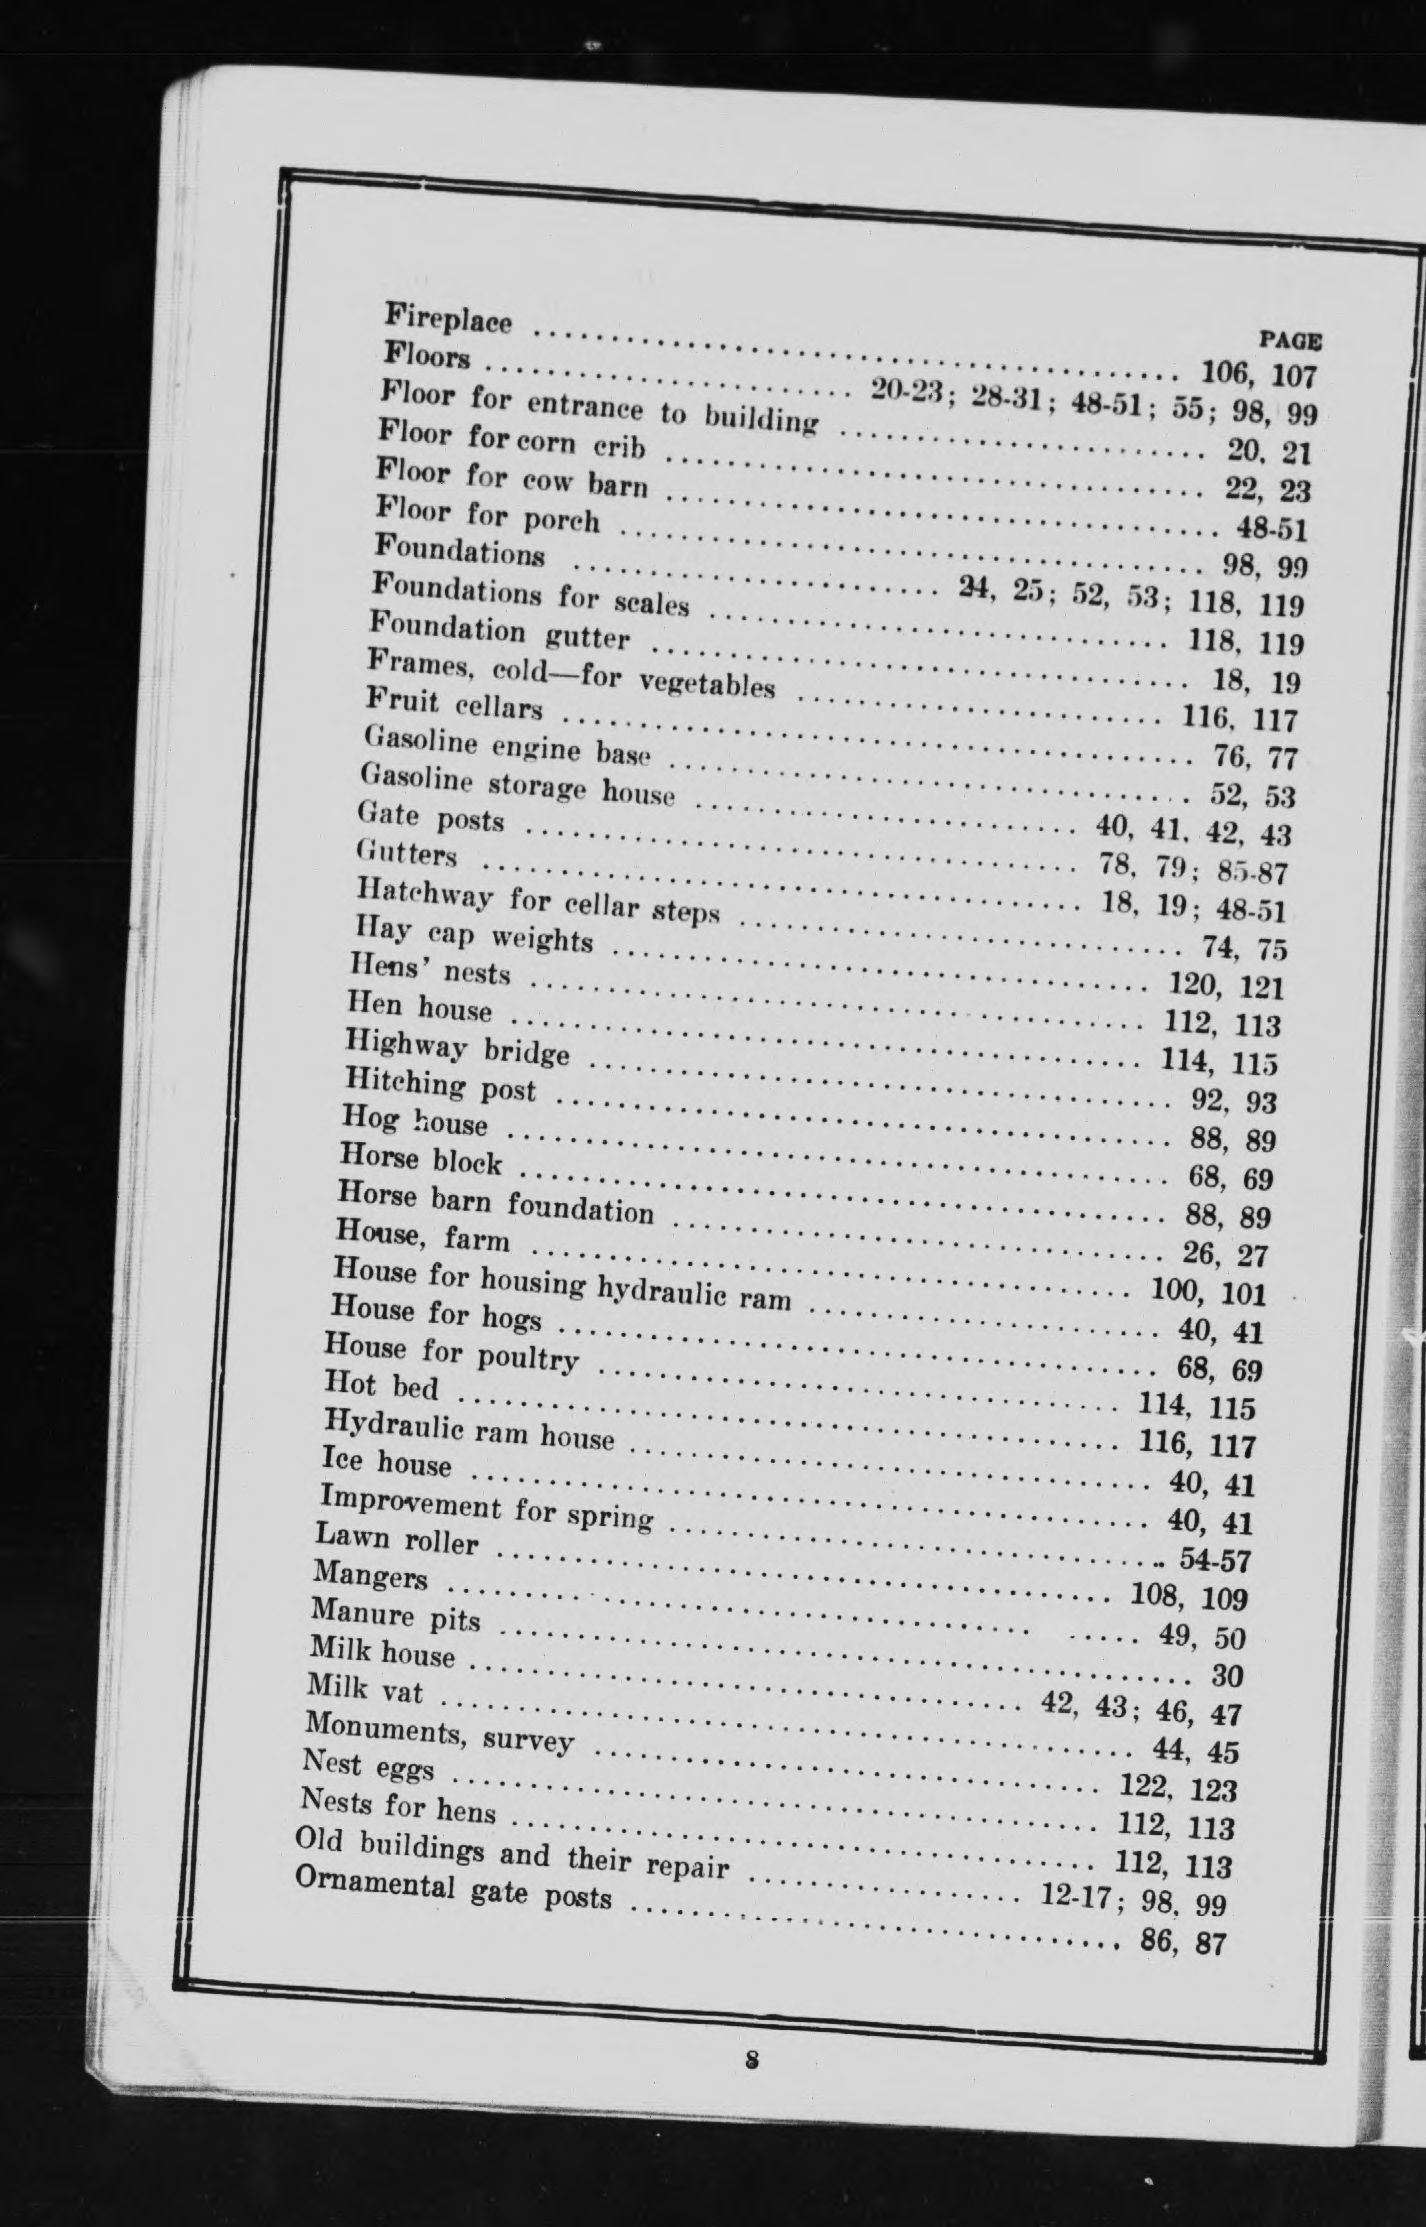 PAGE
Fireplace ........ 106, 107
Floors ........ 20-23; 28-31; 48-51; 55; 98, 99
Floor for entrance to building ........ 20, 21
Floor for corn crib ........ 22, 23
Floor for cow barn ........ 48-51
Floor for porch ........ 98, 99
Foundations ........ 24, 25; 52, 53; 118, 119
Foundations for scales ........ 118, 119
Foundation gutter ........ 18, 19
Frames, cold—for vegetables ........ 116, 117
Fruit cellars ........ 76, 77
Gasoline engine base ........ 52, 53
Gasoline storage house ........ 40, 41, 42, 43
Gate posts ........ 78, 79; 85-87
Gutters ........ 18, 19; 48-51
Hatchway for cellar steps ........ 74, 75
Hay cap weights ........ 120, 121
Hens' nests ........ 112, 113
Hen house ........ 114, 115
Highway bridge ........ 92, 93
Hitching post ........ 88, 89
Hog house ........ 68, 69
Horse block ........ 88, 89
Horse barn foundation ........ 26, 27
House, farm ........ 100, 101
House for housing hydraulic ram ........ 40, 41
House for hogs ........ 68, 69
House for poultry ........ 114, 115
Hot bed ........ 116, 117
Hydraulic ram house ........ 40, 41
Ice house ........ 40, 41
Improvement for spring ........ 54-57
Lawn roller ........ 108, 109
Mangers ........ 49, 50
Manure pits ........ 30
Milk house ........ 42, 43; 46, 47
Milk vat ........ 44, 45
Monuments, survey ........ 122, 123
Nest eggs ........ 112, 113
Nests for hens ........ 112, 113
Old buildings and their repair ........ 12-17; 98, 99
Ornamental gate posts ........ 86, 87
8